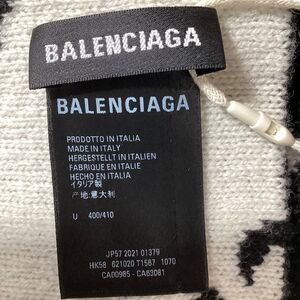 BALENCIAGA
BALENCIAGA
PRODOTTO IN ITALIA
MADE IN ITALY
HERGESTELLT IN ITALIEN
FABRIQUE EN ITALIE
HECHO EN ITALIA
イタリア製
产地:意大利
U 400/410
JP57 2021 01379
HK58 621020 T1567 1070
CA00985 - CA63081